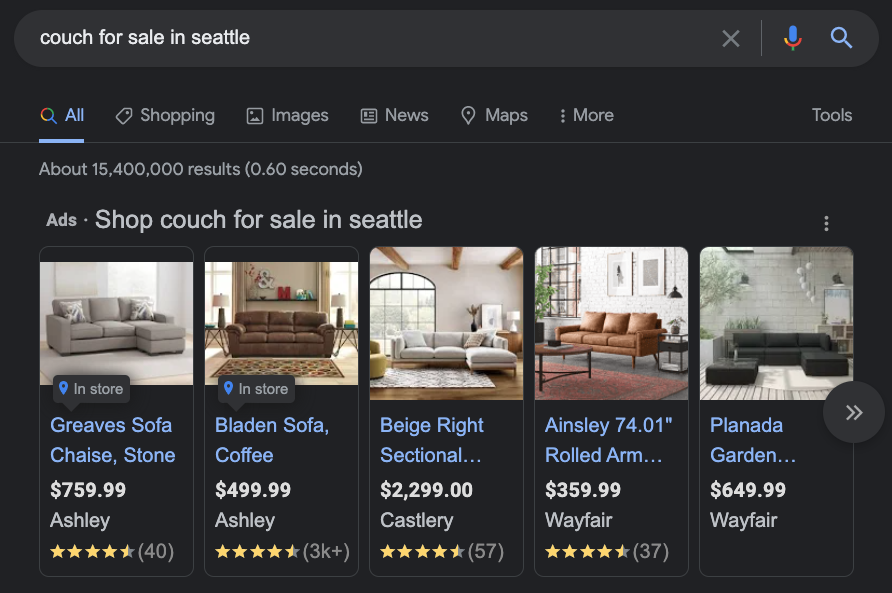 couch for sale in seattle
All Shopping Images News Maps More Tools
About 15,400,000 results (0.60 seconds)
Ads · Shop couch for sale in seattle
In store
Greaves Sofa
Chaise, Stone
$759.99
Ashley
(40)
In store
Bladen Sofa,
Coffee
$499.99
Ashley
(3k+)
Beige Right
Sectional...
$2,299.00
Castlery
(57)
Ainsley 74.01"
Rolled Arm...
$359.99
Wayfair
(37)
Planada
Garden...
$649.99
Wayfair